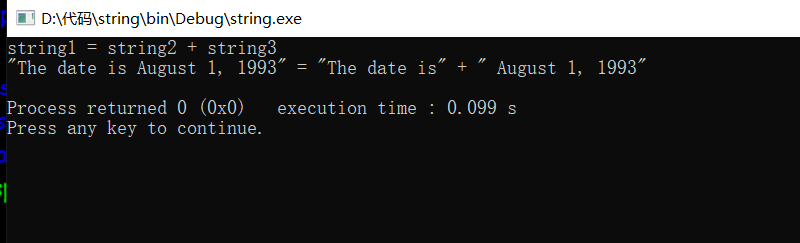 D:\代码\string\bin\Debug\string.exe
string1 = string2 + string3
"The date is August 1, 1993" = "The date is" + " August 1, 1993"
Process returned 0 (0x0)   execution time : 0.099 s
Press any key to continue.